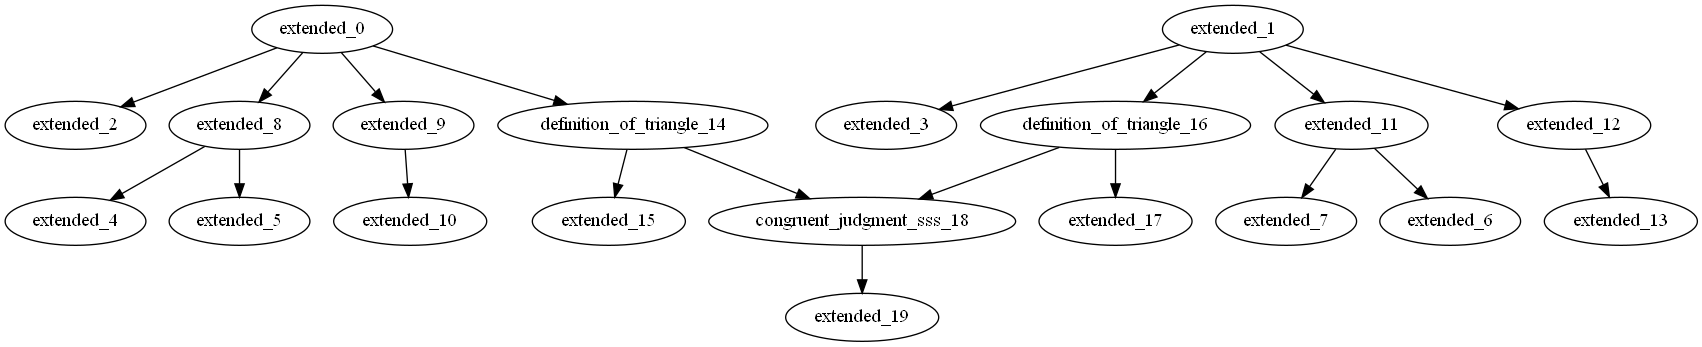 extended_0
extended_1
extended_2
extended_8
extended_9
definition_of_triangle_14
extended_3
definition_of_triangle_16
extended_11
extended_12
extended_4
extended_5
extended_10
extended_15
congruent_judgment_sss_18
extended_17
extended_7
extended_6
extended_13
extended_19